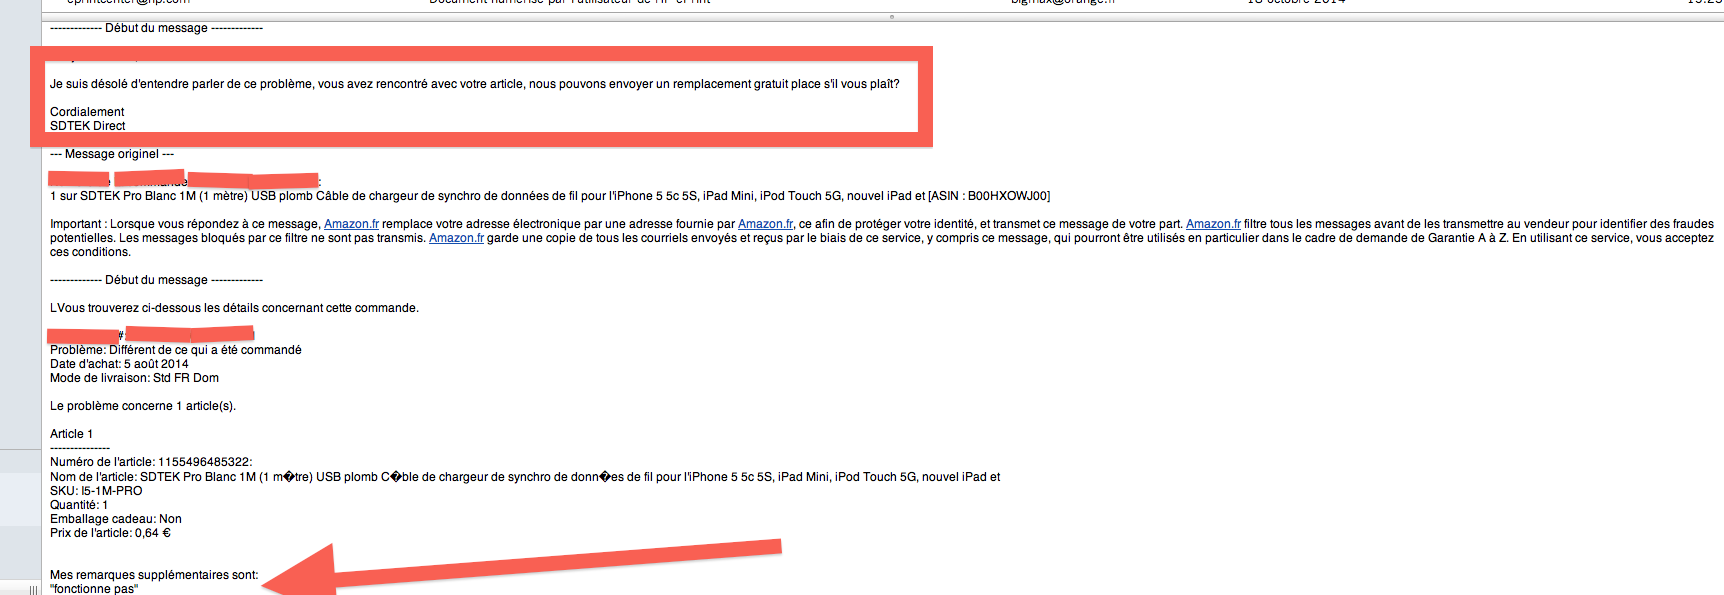 ------------- Début du message -------------
Je suis désolé d'entendre parler de ce problème, vous avez rencontré avec votre article, nous pouvons envoyer un remplacement gratuit place s'il vous plaît?
Cordialement
SDTEK Direct
--- Message originel ---
1 sur SDTEK Pro Blanc 1M (1 mètre) USB plomb Câble de chargeur de synchro de données de fil pour l'iPhone 5 5c 5S, iPad Mini, iPod Touch 5G, nouvel iPad et [ASIN : B00HXOWJ00]
Important : Lorsque vous répondez à ce message, Amazon.fr remplace votre adresse électronique par une adresse fournie par Amazon.fr, ce afin de protéger votre identité, et transmet ce message de votre part. Amazon.fr filtre tous les messages avant de les transmettre au vendeur pour identifier des fraudes
potentielles. Les messages bloqués par ce filtre ne sont pas transmis. Amazon.fr garde une copie de tous les courriels envoyés et reçus par le biais de ce service, y compris ce message, qui pourront être utilisés en particulier dans le cadre de demande de Garantie A à Z. En utilisant ce service, vous acceptez
ces conditions.
------------- Début du message -------------
LVous trouverez ci-dessous les détails concernant cette commande.
#
Problème: Différent de ce qui a été commandé
Date d'achat: 5 août 2014
Mode de livraison: Std FR Dom
Le problème concerne 1 article(s).
Article 1
---------------
Numéro de l'article: 1155496485322:
Nom de l'article: SDTEK Pro Blanc 1M (1 m�tre) USB plomb C�ble de chargeur de synchro de donn�es de fil pour l'iPhone 5 5c 5S, iPad Mini, iPod Touch 5G, nouvel iPad et
SKU: I5-1M-PRO
Quantité: 1
Emballage cadeau: Non
Prix de l'article: 0,64 €
Mes remarques supplémentaires sont:
"fonctionne pas"